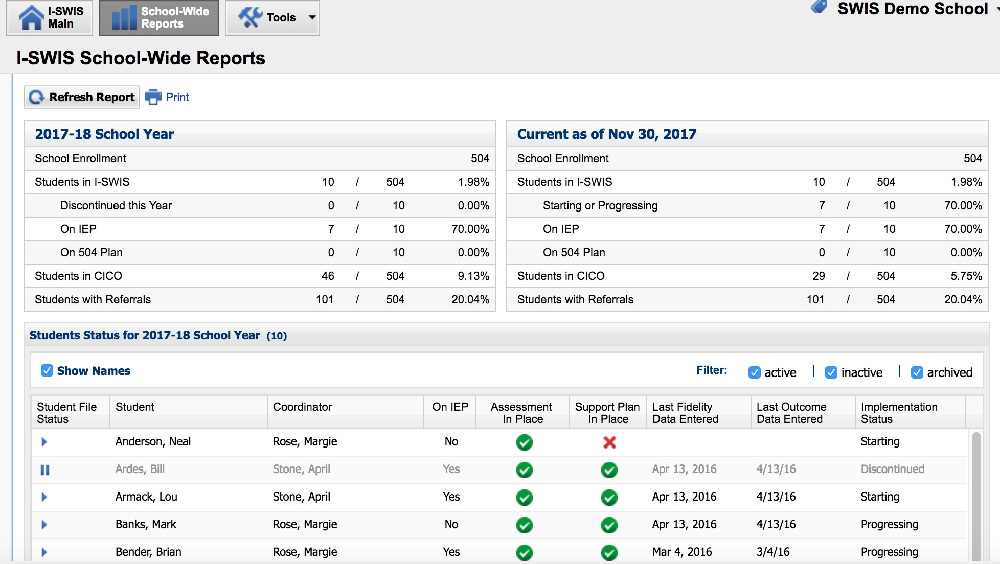 I-SWIS Main
School-Wide Reports
Tools
SWIS Demo School
I-SWIS School-Wide Reports
Refresh Report Print
2017-18 School Year
School Enrollment 504
Students in I-SWIS 10 / 504 1.98%
Discontinued this Year 0 / 10 0.00%
On IEP 7 / 10 70.00%
On 504 Plan 0 / 10 0.00%
Students in CICO 46 / 504 9.13%
Students with Referrals 101 / 504 20.04%
Current as of Nov 30, 2017
School Enrollment 504
Students in I-SWIS 10 / 504 1.98%
Starting or Progressing 7 / 10 70.00%
On IEP 7 / 10 70.00%
On 504 Plan 0 / 10 0.00%
Students in CICO 29 / 504 5.75%
Students with Referrals 101 / 504 20.04%
Students Status for 2017-18 School Year (10)
Show Names Filter: active | inactive | archived
Student File Status Student Coordinator On IEP Assessment In Place Support Plan In Place Last Fidelity Data Entered Last Outcome Data Entered Implementation Status
Anderson, Neal Rose, Margie No Starting
Ardes, Bill Stone, April Yes Apr 13, 2016 4/13/16 Discontinued
Armack, Lou Stone, April Yes Apr 13, 2016 4/13/16 Starting
Banks, Mark Rose, Margie No Apr 13, 2016 4/13/16 Progressing
Bender, Brian Rose, Margie Yes Mar 4, 2016 3/4/16 Progressing